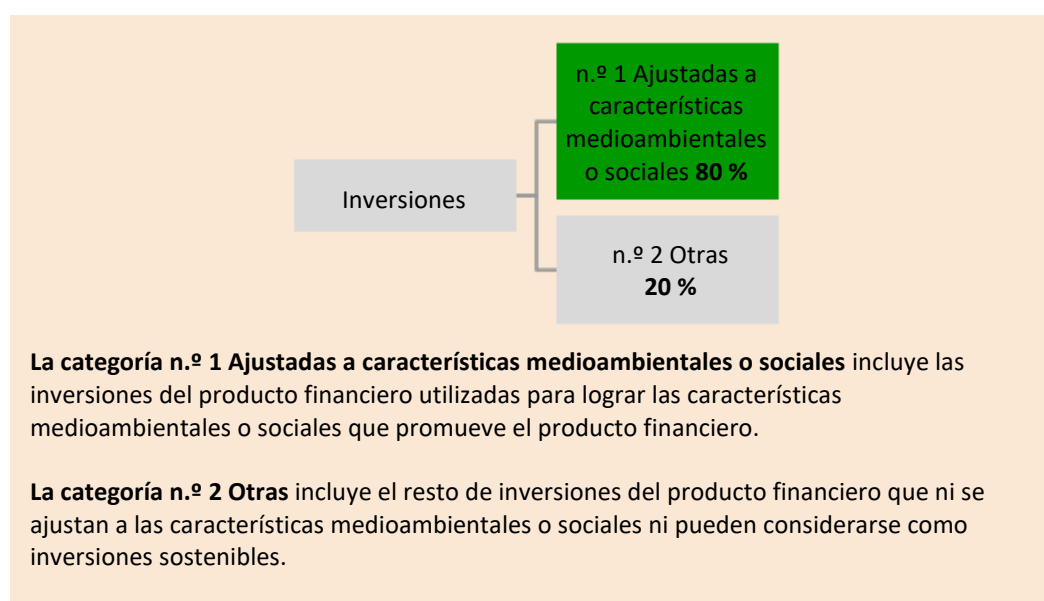 n.º 1 Ajustadas a
características
medioambientales
o sociales 80 %
Inversiones
n.º 2 Otras
20 %
La categoría n.º 1 Ajustadas a características medioambientales o sociales incluye las
inversiones del producto financiero utilizadas para lograr las características
medioambientales o sociales que promueve el producto financiero.
La categoría n.º 2 Otras incluye el resto de inversiones del producto financiero que ni se
ajustan a las características medioambientales o sociales ni pueden considerarse como
inversiones sostenibles.